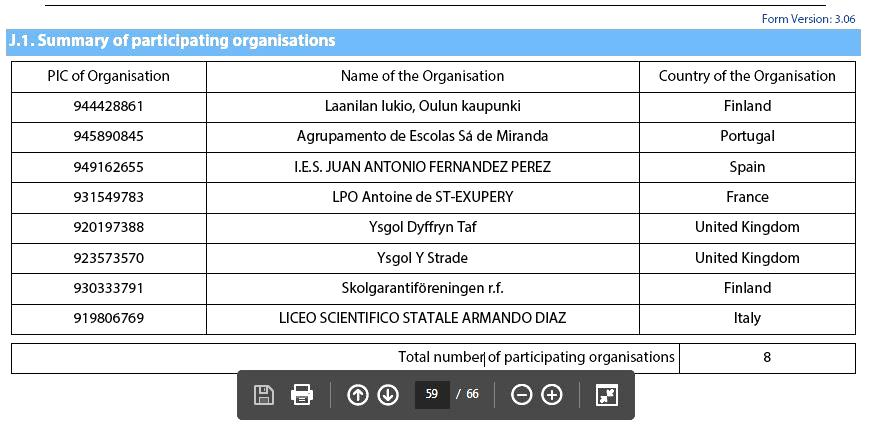 Form Version: 3.06
J.1. Summary of participating organisations
PIC of Organisation Name of the Organisation Country of the Organisation
944428861 Laanilan lukio, Oulun kaupunki Finland
945890845 Agrupamento de Escolas Sá de Miranda Portugal
949162655 I.E.S. JUAN ANTONIO FERNANDEZ PEREZ Spain
931549783 LPO Antoine de ST-EXUPERY France
920197388 Ysgol Dyffryn Taf United Kingdom
923573570 Ysgol Y Strade United Kingdom
930333791 Skolgarantiföreningen r.f. Finland
919806769 LICEO SCIENTIFICO STATALE ARMANDO DIAZ Italy
Total number of participating organisations 8
59 / 66